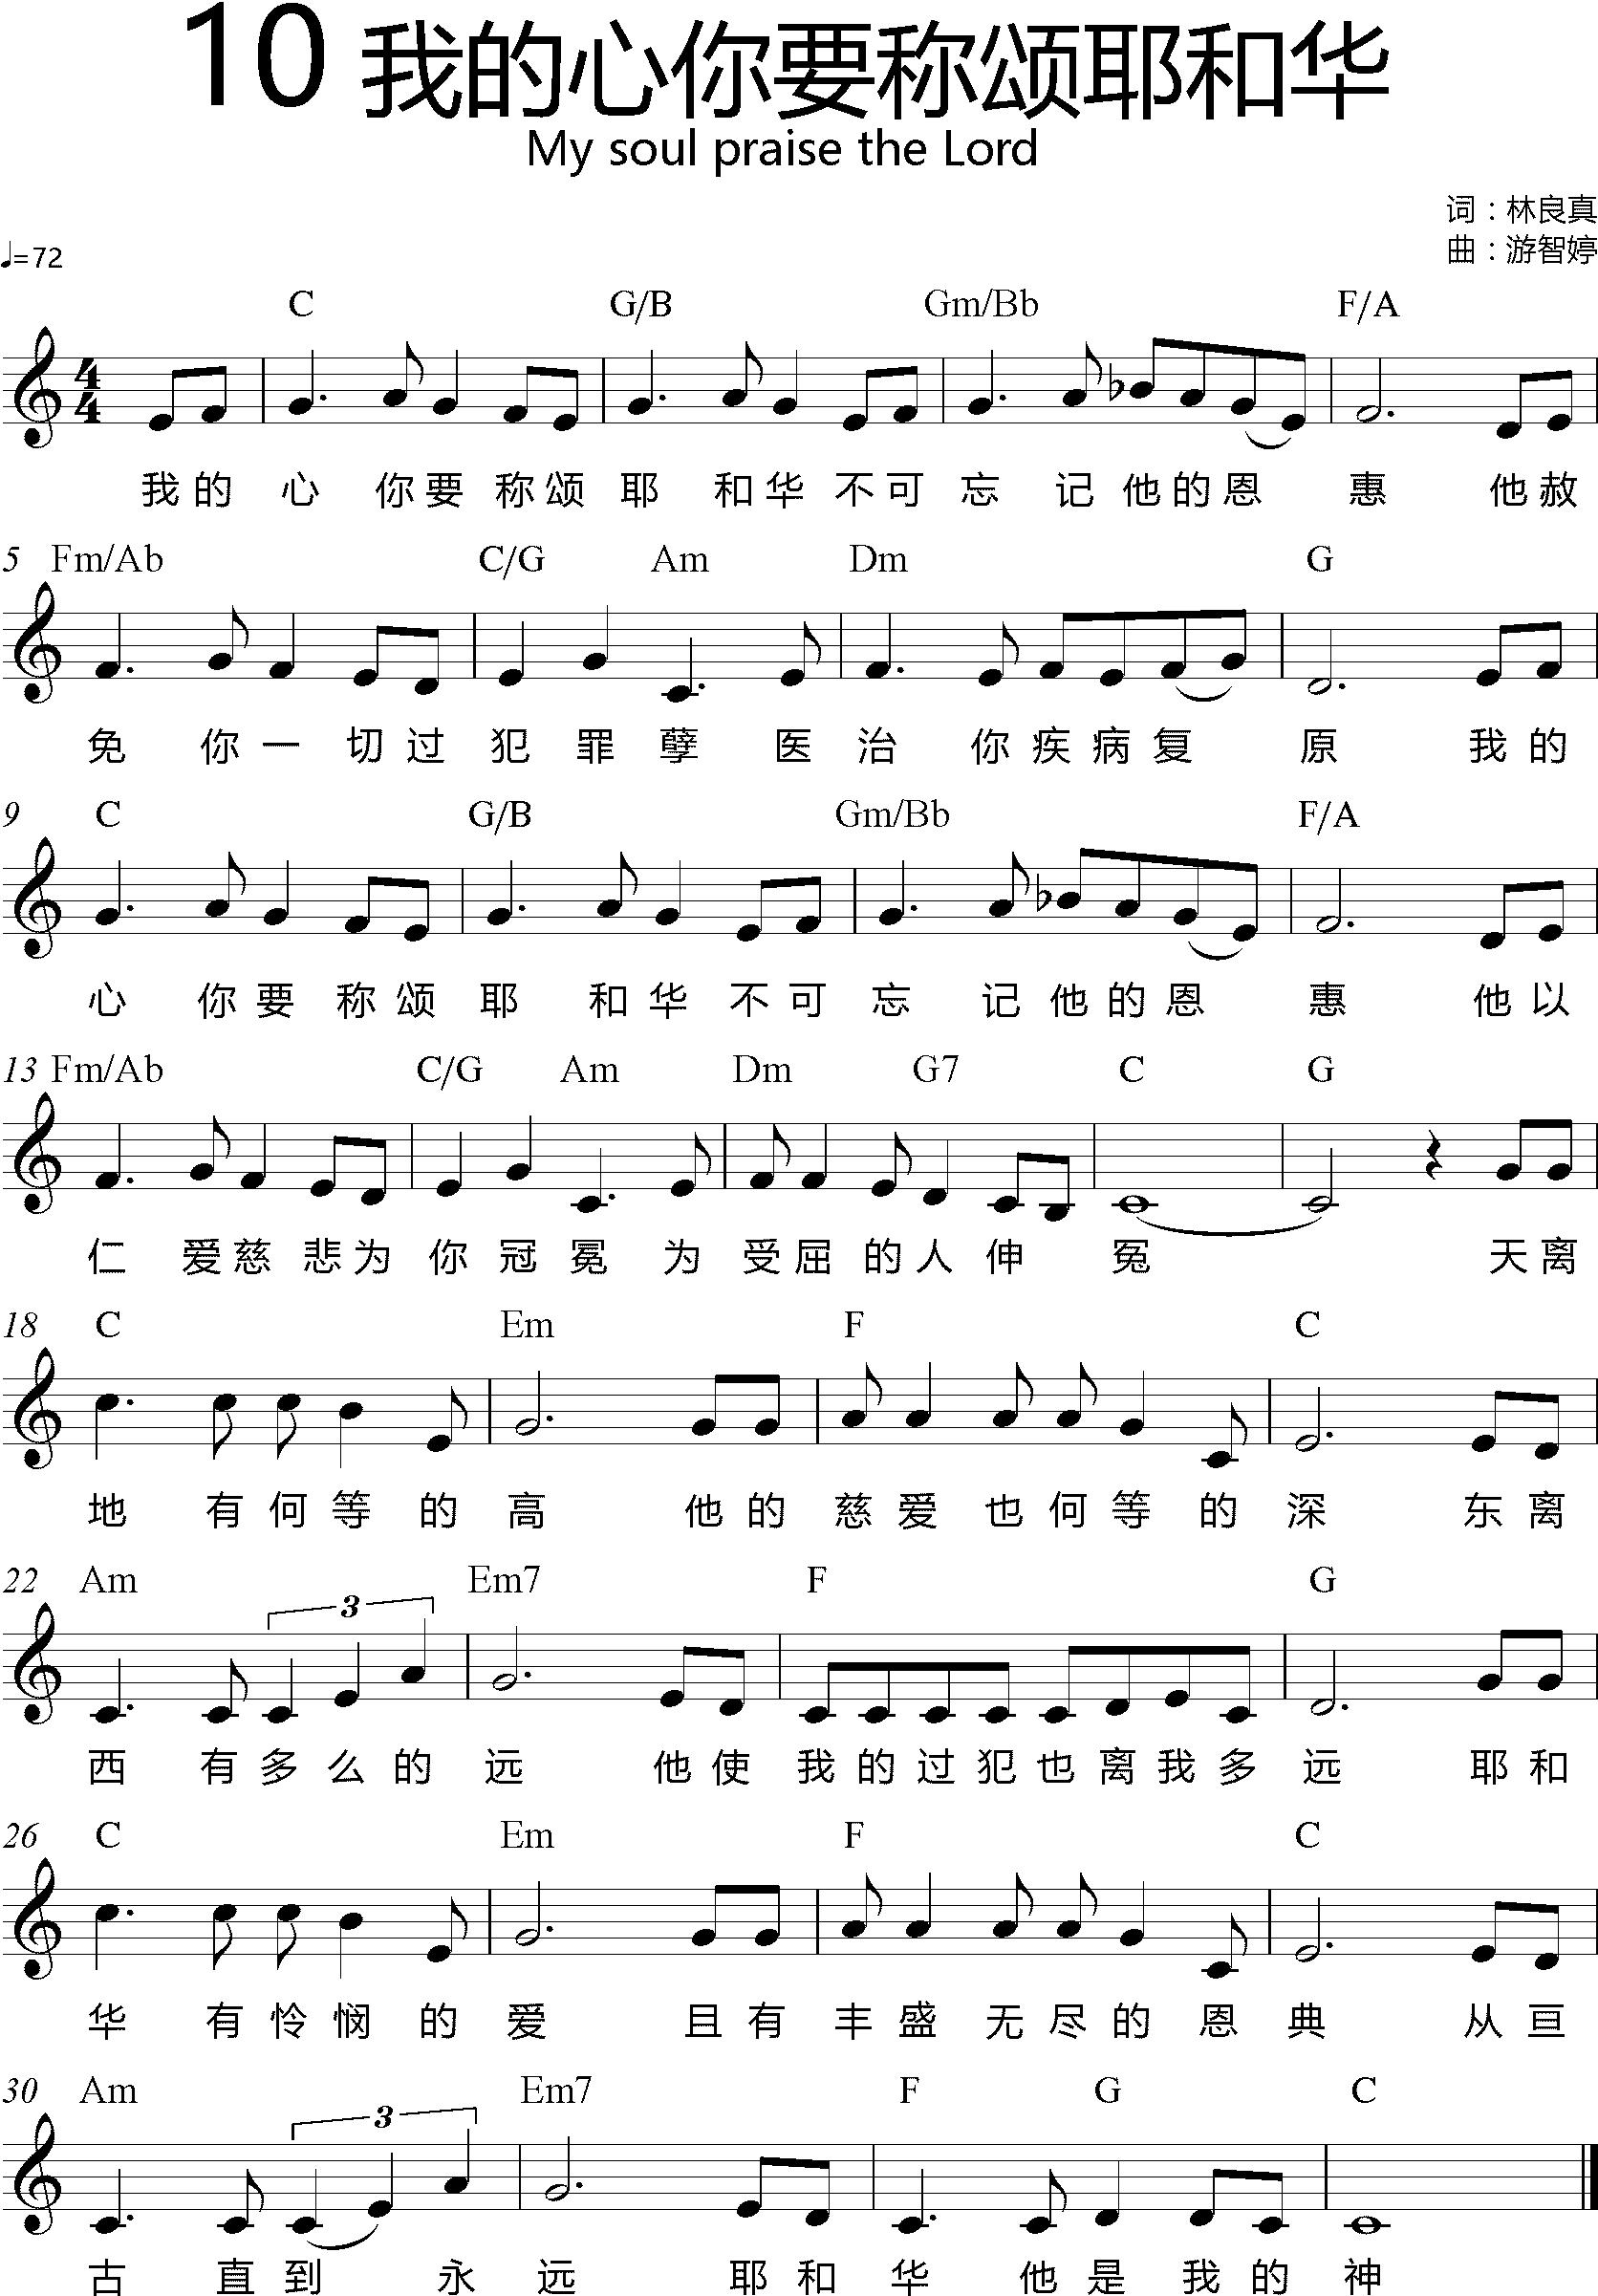 10 我的心你要称颂耶和华
My soul praise the Lord
词：林良真
♩=72
曲：游智婷
C G/B Gm/Bb F/A
我的心你要称颂耶和华不可忘记他的恩惠他赦
5 Fm/Ab C/G Am Dm G
免你一切过犯罪孽医治你疾病复原我的
9 C G/B Gm/Bb F/A
心你要称颂耶和华不可忘记他的恩惠他以
13 Fm/Ab C/G Am Dm G7 C G
仁爱慈悲为你冠冕为受屈的人伸冤天离
18 C Em F C
地有何等的高他的慈爱也何等的深东离
22 Am Em7 F G
3
西有多么的远他使我的过犯也离我多远耶和
26 C Em F C
华有怜悯的爱且有丰盛无尽的恩典从亘
30 Am Em7 F G C
3
古直到永远耶和华他是我的神